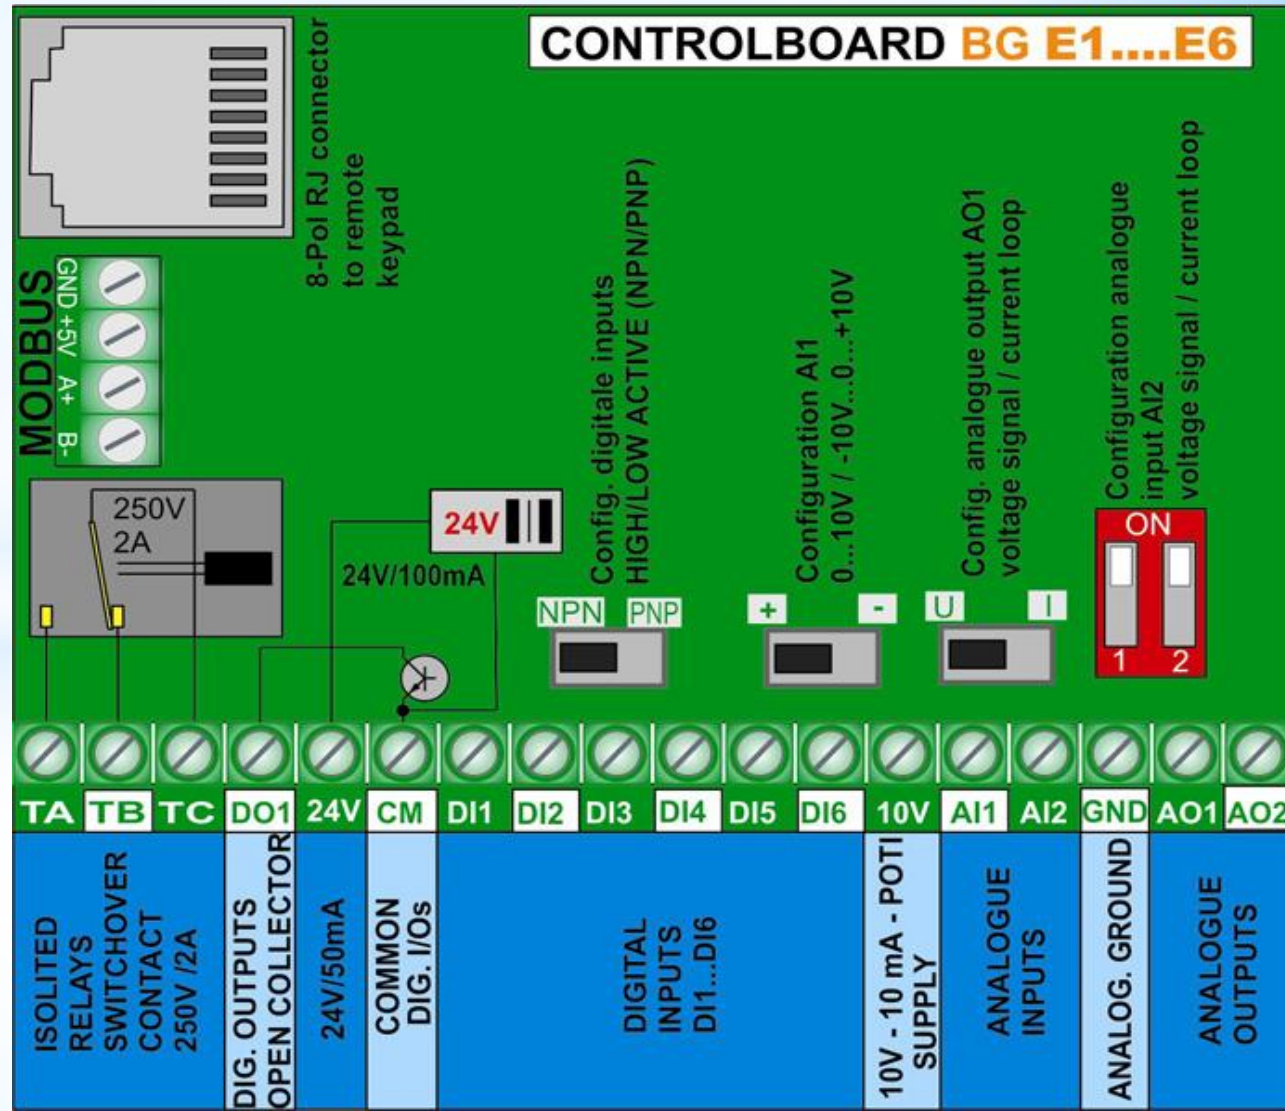 CONTROLBOARD BG E1....E6
8-Pol RJ connector
to remote
keypad
MODBUS
GND
+5V
A+
B-
250V
2A
24V
24V/100mA
Config. digitale inputs
HIGH/LOW ACTIVE (NPN/PNP)
NPN PNP
Configuration AI1
0...10V / -10V...0...+10V
+ -
Config. analogue output AO1
voltage signal / current loop
U I
Configuration analogue
input AI2
voltage signal / current loop
ON
1 2
TA TB TC DO1 24V CM DI1 DI2 DI3 DI4 DI5 DI6 10V AI1 AI2 GND AO1 AO2
ISOLITED
RELAYS
SWITCHOVER
CONTACT
250V /2A
DIG. OUTPUTS
OPEN COLLECTOR
24V/50mA
COMMON
DIG. I/Os
DIGITAL
INPUTS
DI1...DI6
10V - 10 mA - POTI
SUPPLY
ANALOGUE
INPUTS
ANALOG. GROUND
ANALOGUE
OUTPUTS